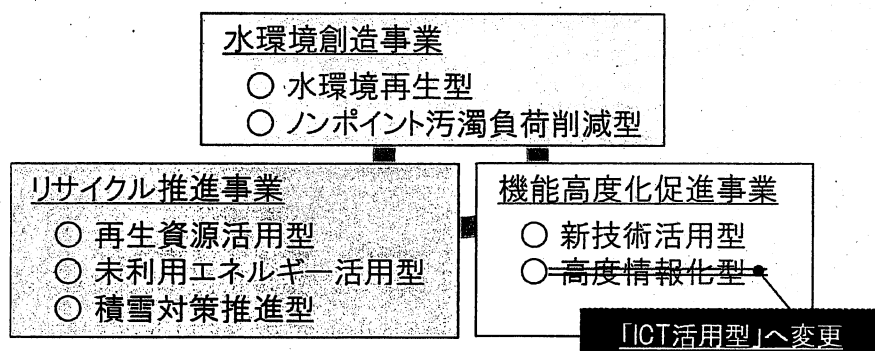 水環境創造事業
○ 水環境再生型
○ ノンポイント汚濁負荷削減型
リサイクル推進事業
○ 再生資源活用型
○ 未利用エネルギー活用型
○ 積雪対策推進型
機能高度化促進事業
○ 新技術活用型
○ 高度情報化型
「ICT活用型」へ変更